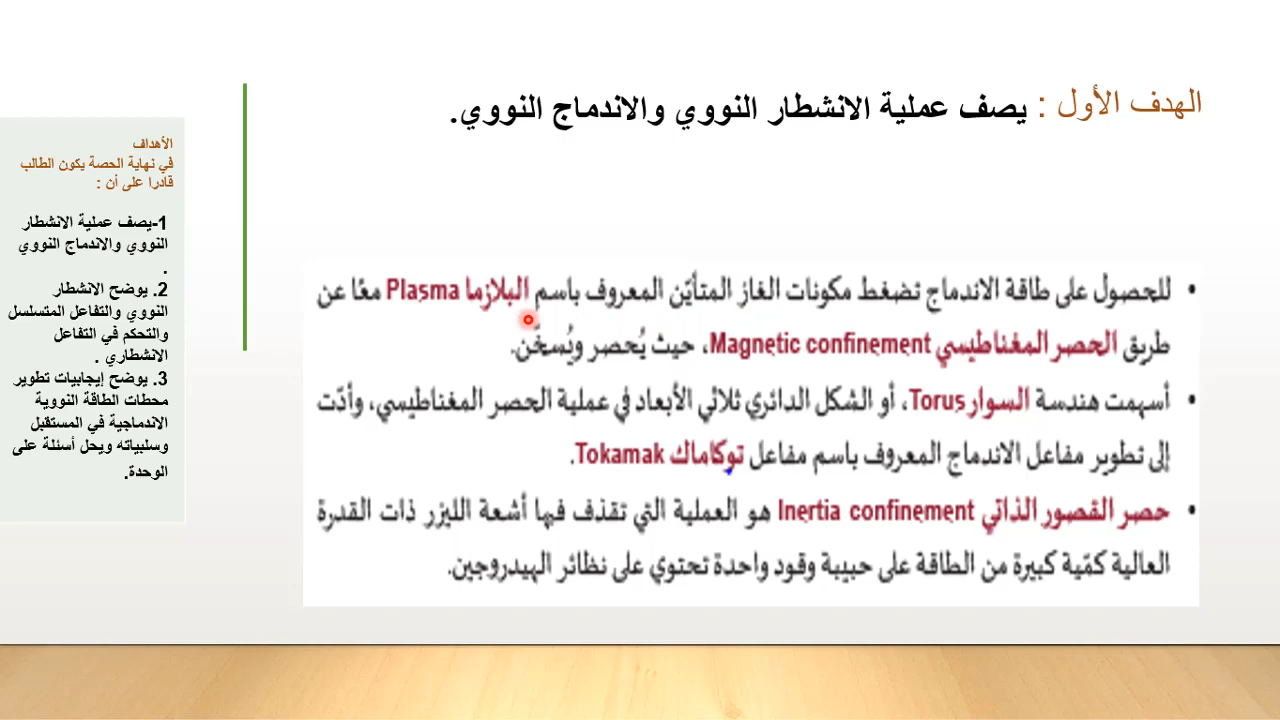 الهدف الأول : يصف عملية الانشطار النووي والاندماج النووي.
• للحصول على طاقة الاندماج تضغط مكونات الغاز المتأيّن المعروف باسم البلازما Plasma معًا عن
طريق الحصر المغناطيسي Magnetic confinement، حيث يُحصر ويُسخّن.
• أسهمت هندسة السوار Torus، أو الشكل الدائري ثلاثي الأبعاد في عملية الحصر المغناطيسي، وأدّت
إلى تطوير مفاعل الاندماج المعروف باسم مفاعل توكاماك Tokamak.
• حصر القصور الذاتي Inertia confinement هو العملية التي تقذف فيها أشعة الليزر ذات القدرة
العالية كمّية كبيرة من الطاقة على حبيبة وقود واحدة تحتوي على نظائر الهيدروجين.
الأهداف
في نهاية الحصة يكون الطالب
قادرا على أن :
1-يصف عملية الانشطار
النووي والاندماج النووي
.
2. يوضح الانشطار
النووي والتفاعل المتسلسل
والتحكم في التفاعل
الانشطاري .
3. يوضح إيجابيات تطوير
محطات الطاقة النووية
الاندماجية في المستقبل
وسلبياته ويحل أسئلة على
الوحدة.